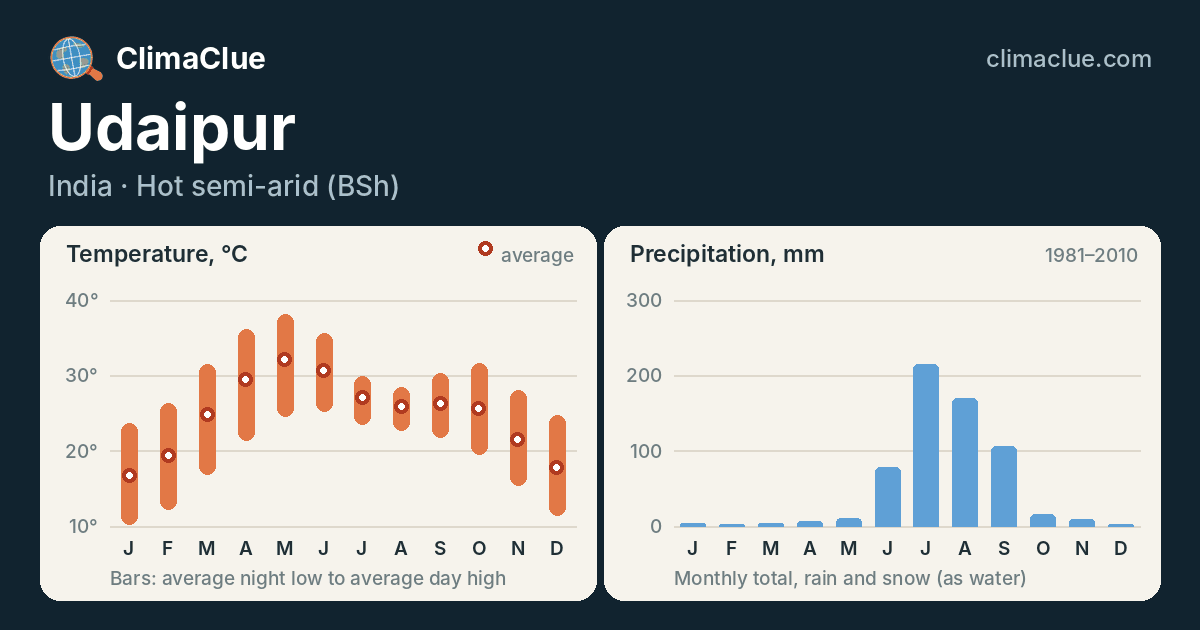 ClimaClue
climaclue.com
Udaipur
India · Hot semi-arid (BSh)
Temperature, °C
average
40°
30°
20°
10°
J F M A M J J A S O N D
Bars: average night low to average day high
Precipitation, mm
1981–2010
300
200
100
0
J F M A M J J A S O N D
Monthly total, rain and snow (as water)